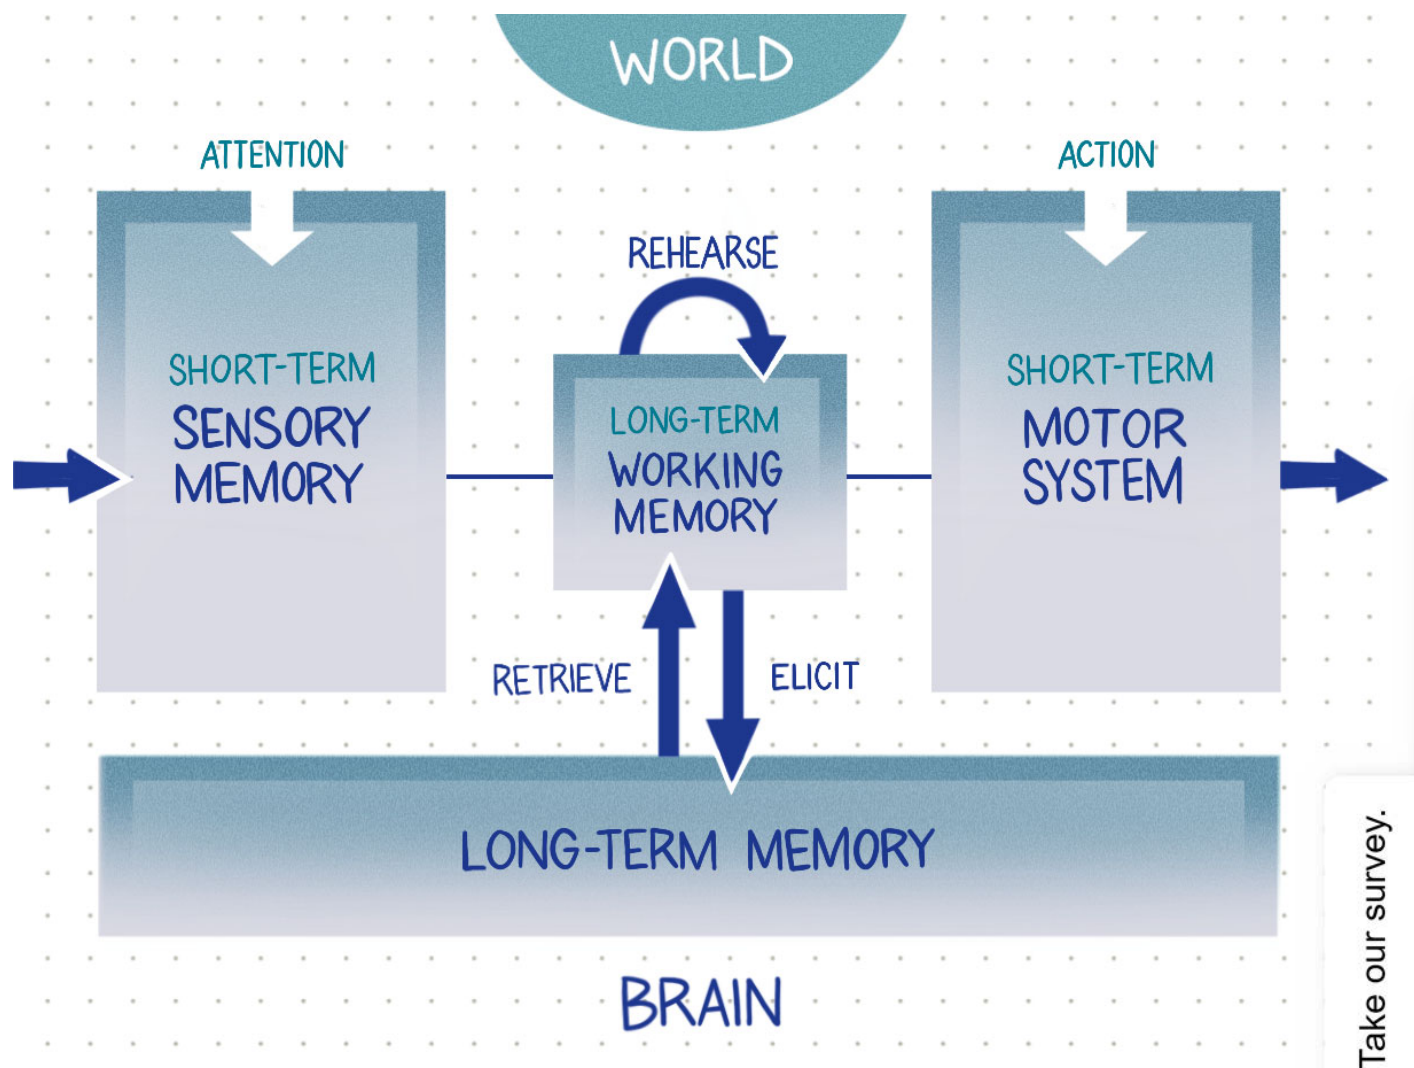 WORLD
ATTENTION
ACTION
REHEARSE
SHORT-TERM
SENSORY
MEMORY
LONG-TERM
WORKING
MEMORY
SHORT-TERM
MOTOR
SYSTEM
RETRIEVE
ELICIT
LONG-TERM MEMORY
BRAIN
Take our survey.